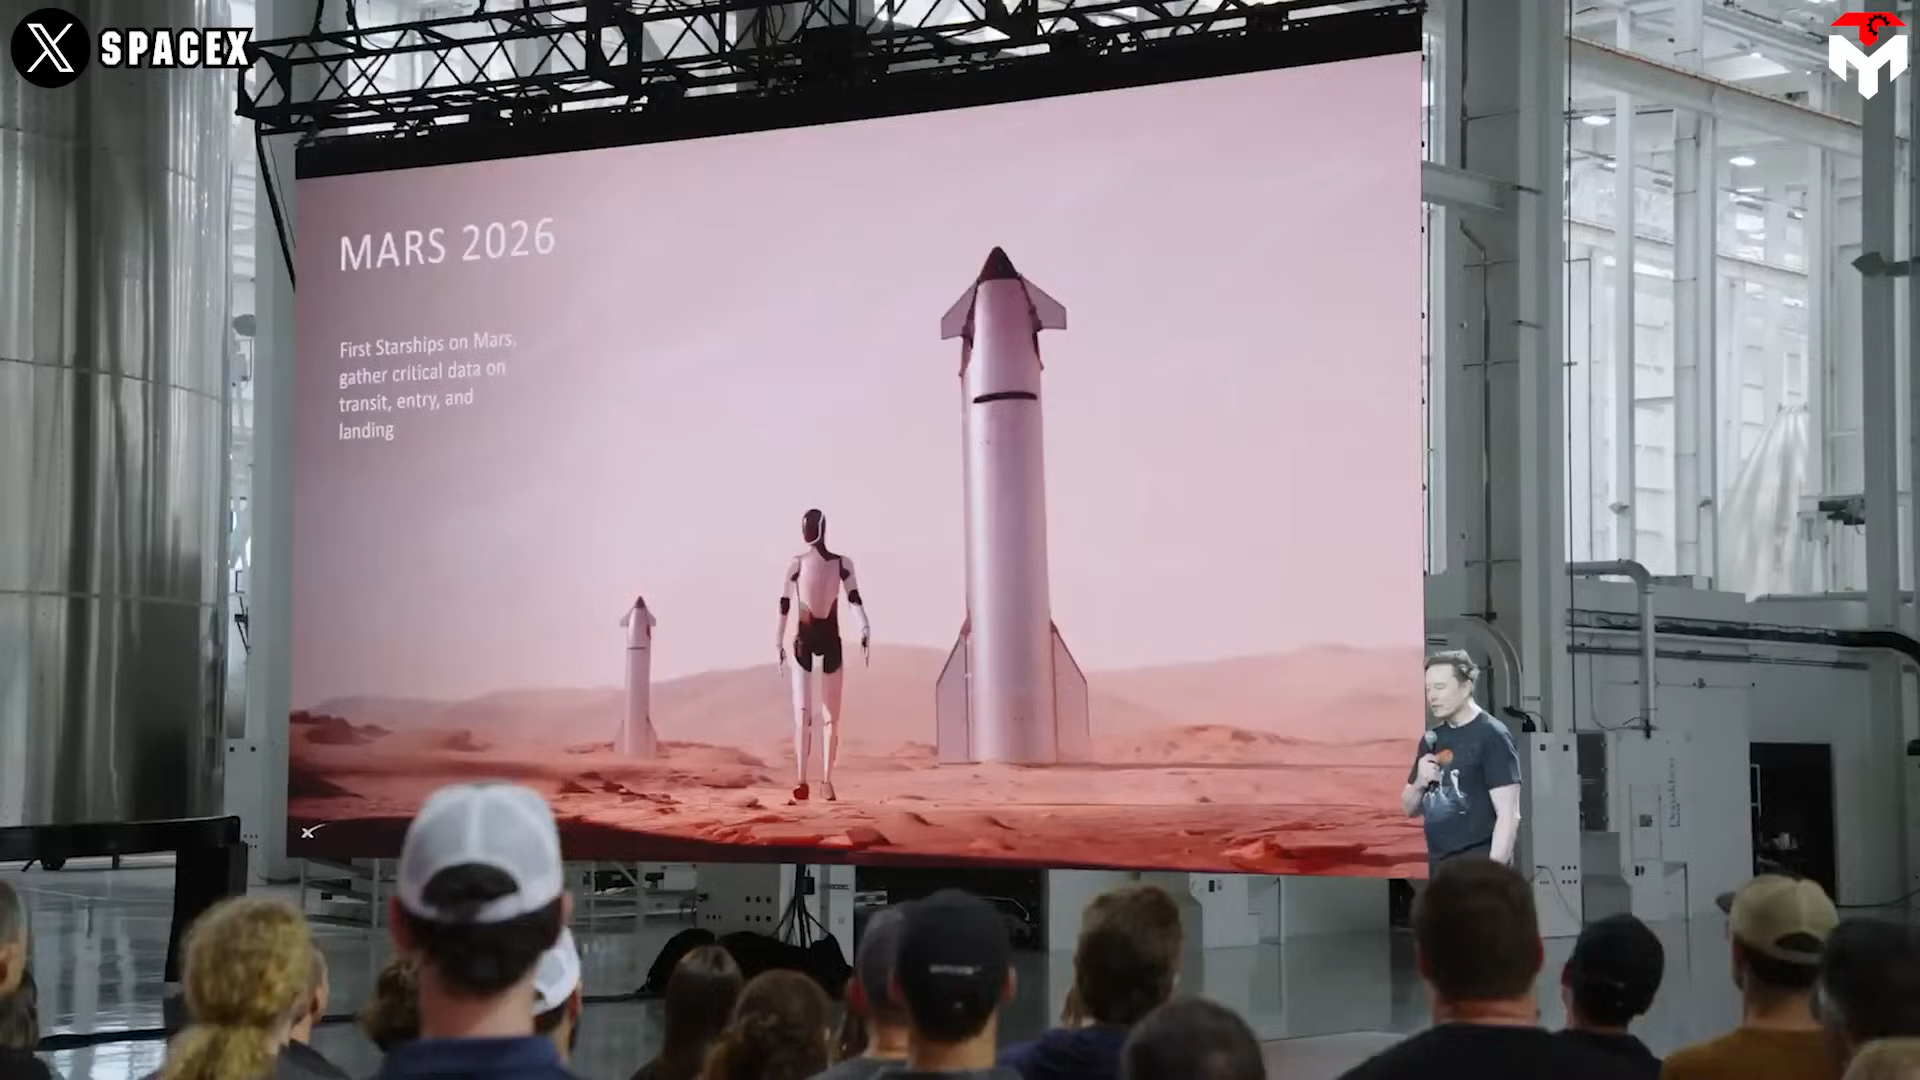 SPACEX
MARS 2026
First Starships on Mars,
gather critical data on
transit, entry, and
landing